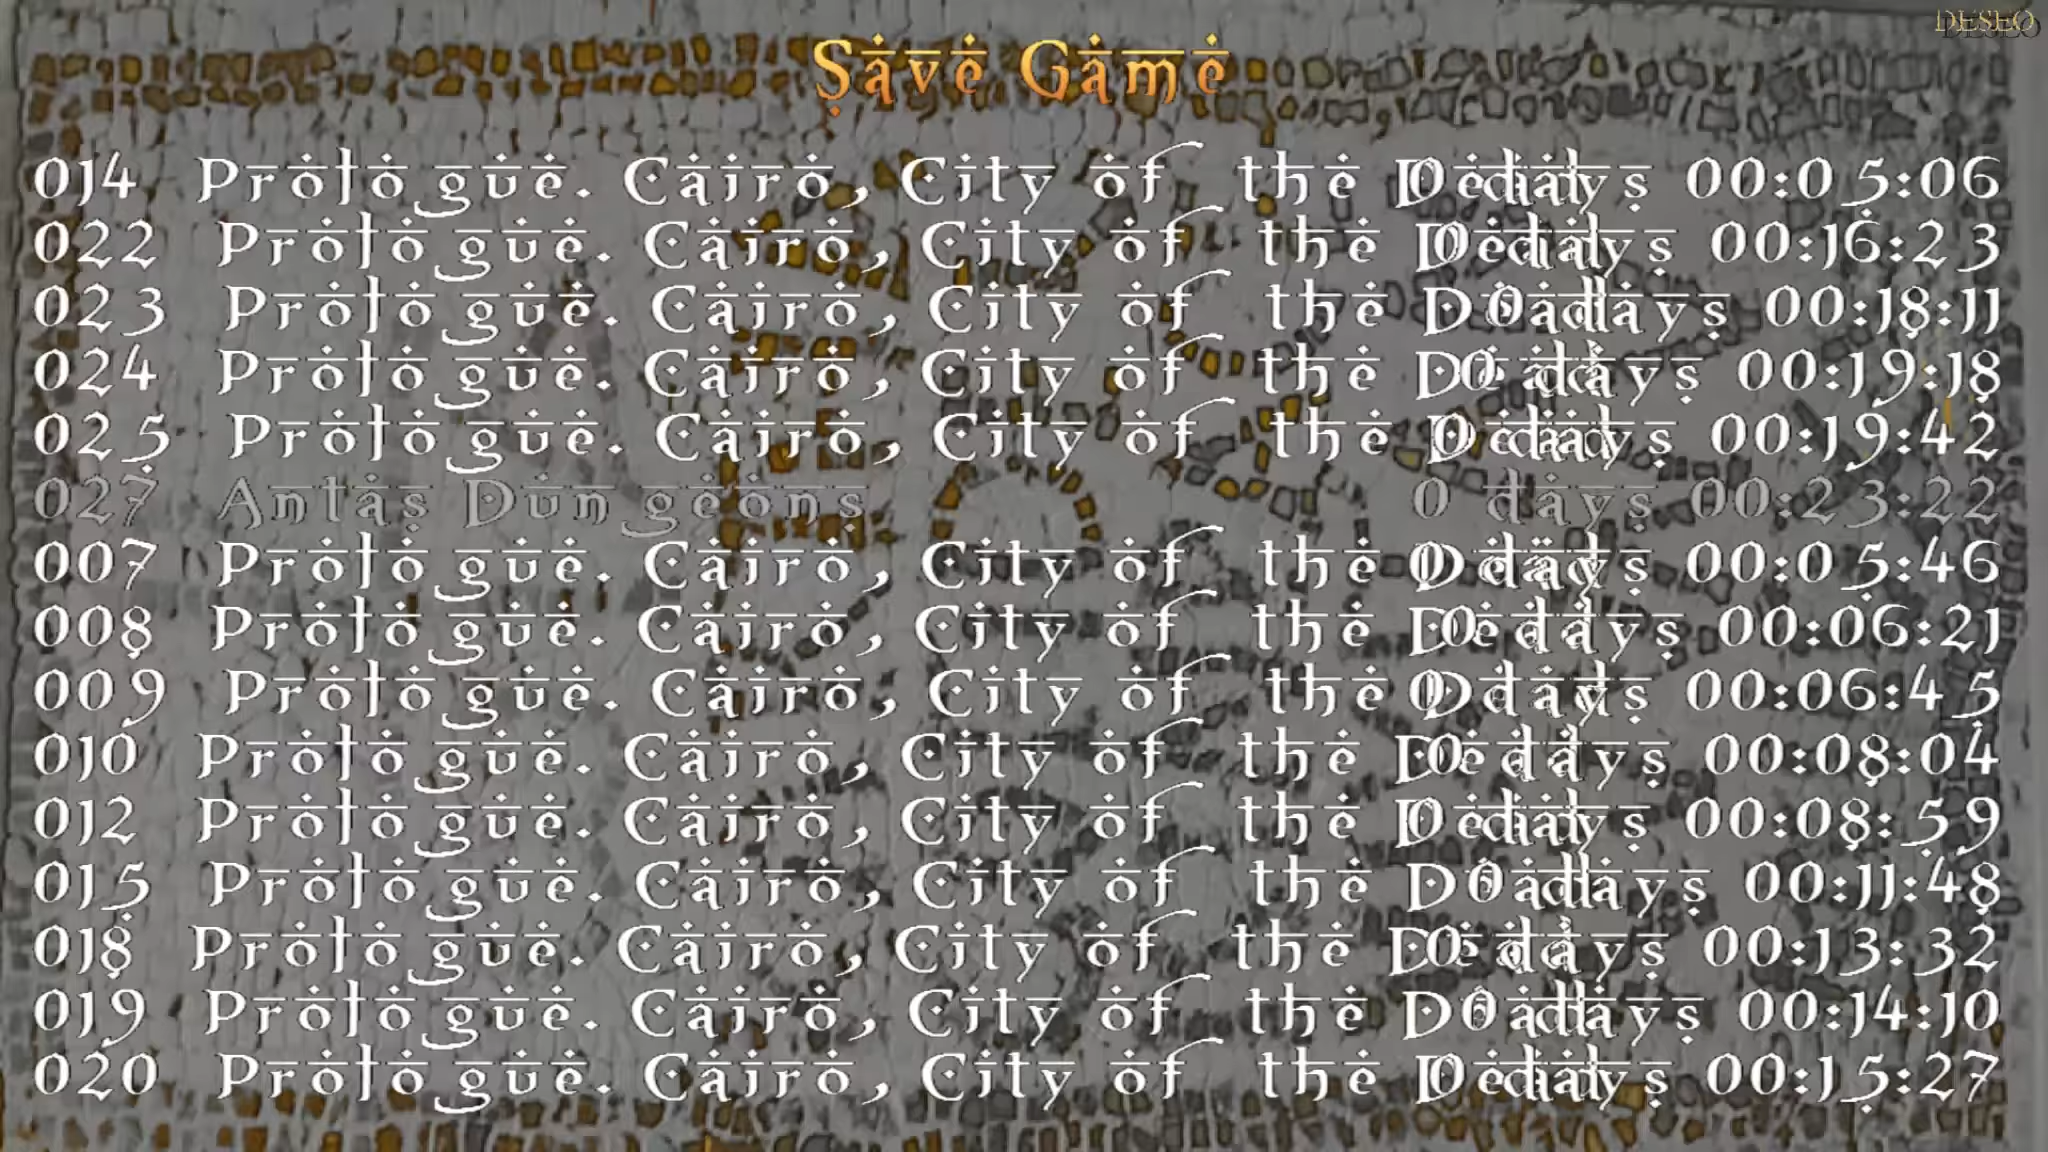 DESEO
Save Game
014 Prologue. Cairo, City of the Dead 0 days 00:05:06
022 Prologue. Cairo, City of the Dead 0 days 00:16:23
023 Prologue. Cairo, City of the Dead 0 days 00:18:11
024 Prologue. Cairo, City of the Dead 0 days 00:19:18
025 Prologue. Cairo, City of the Dead 0 days 00:19:42
027 Antas Dungeons 0 days 00:23:22
007 Prologue. Cairo, City of the Dead 0 days 00:05:46
008 Prologue. Cairo, City of the Dead 0 days 00:06:21
009 Prologue. Cairo, City of the Dead 0 days 00:06:45
010 Prologue. Cairo, City of the Dead 0 days 00:08:04
012 Prologue. Cairo, City of the Dead 0 days 00:08:59
015 Prologue. Cairo, City of the Dead 0 days 00:11:48
018 Prologue. Cairo, City of the Dead 0 days 00:13:32
019 Prologue. Cairo, City of the Dead 0 days 00:14:10
020 Prologue. Cairo, City of the Dead 0 days 00:15:27